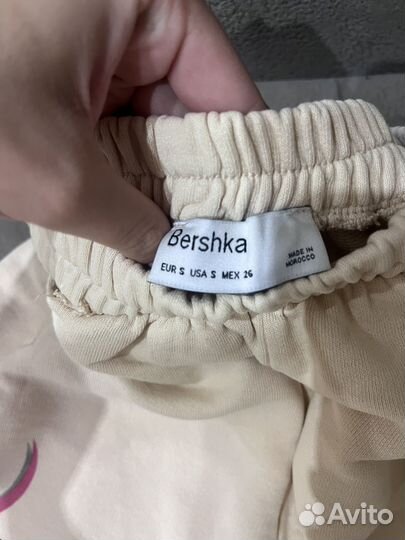 Bershka
EUR S USA S MEX 26
MADE IN
MOROCCO
Avito